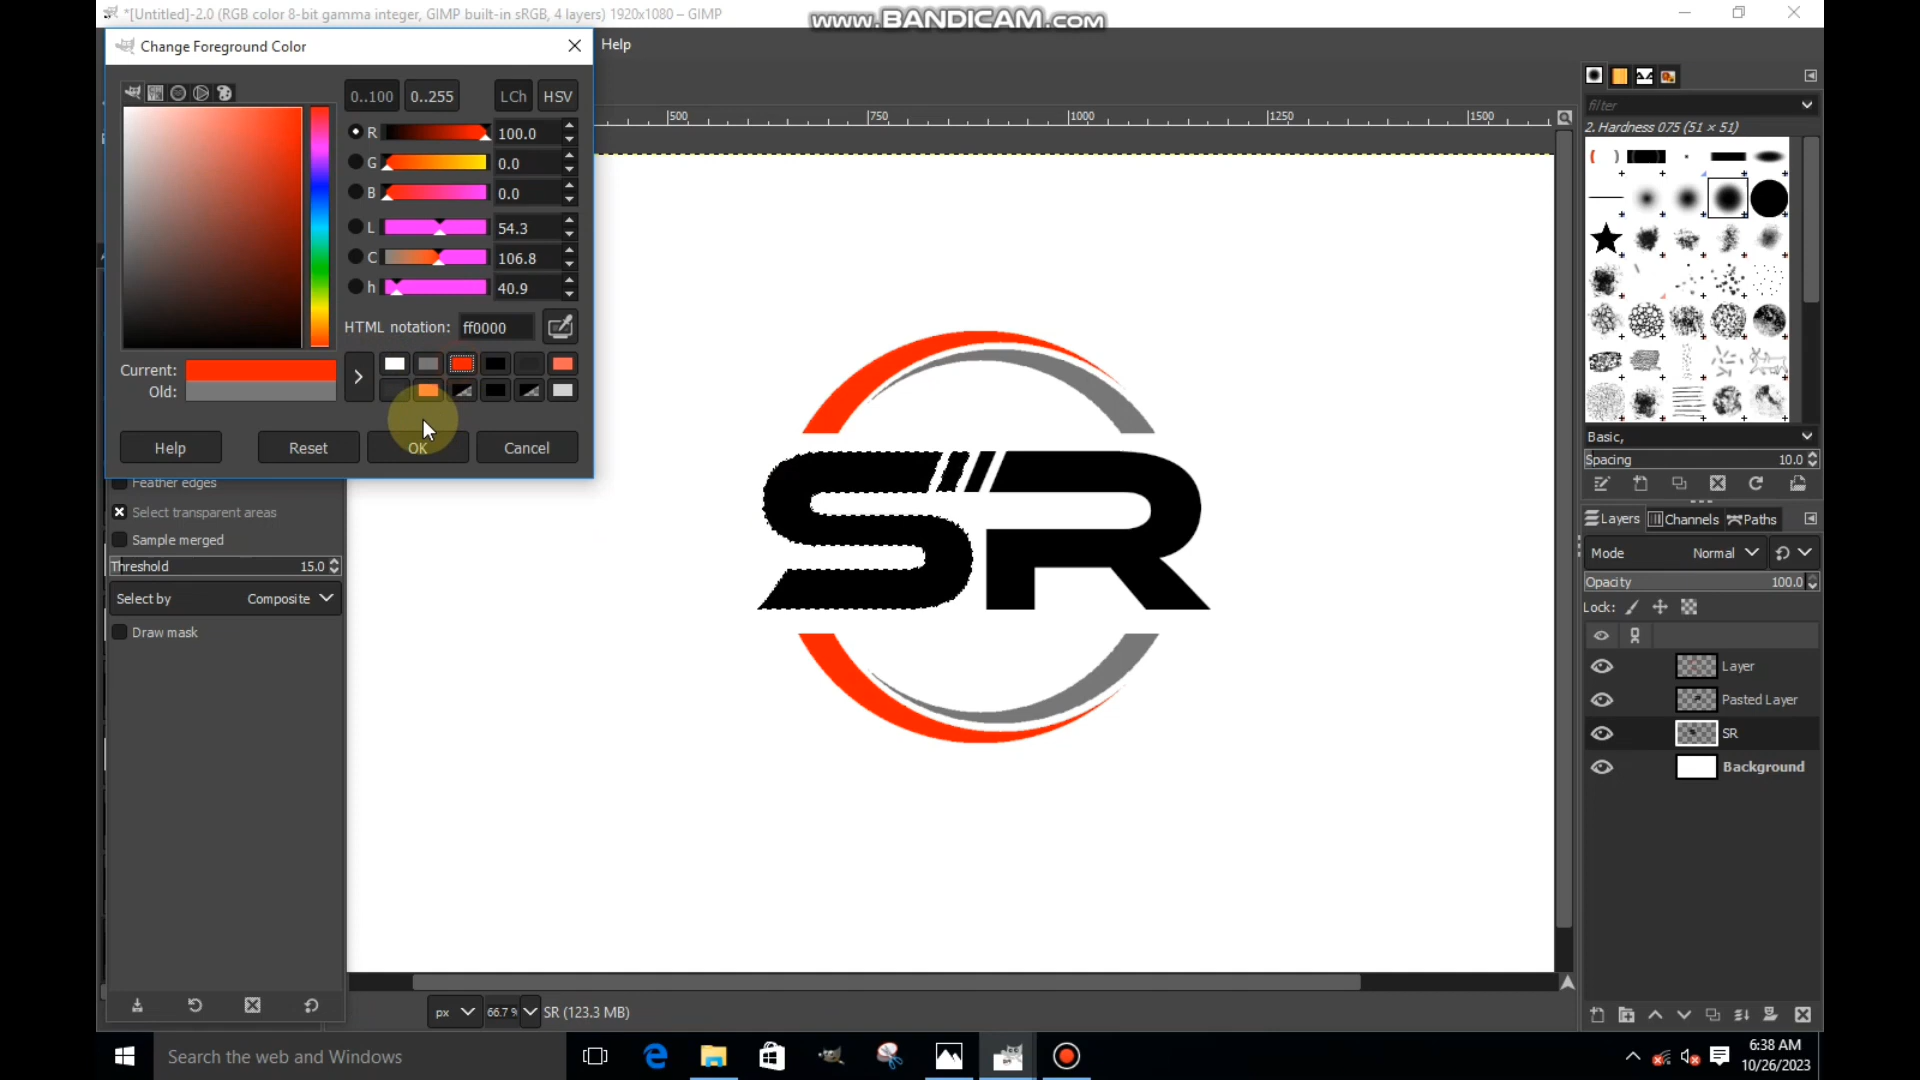 *[Untitled]-2.0 (RGB color 8-bit gamma integer, GIMP built-in sRGB, 4 layers) 1920x1080 – GIMP
www.BANDICAM.com
Change Foreground Color
Help
0..100
0..255
LCh
HSV
R
100.0
G
0.0
B
0.0
L
54.3
C
106.8
h
40.9
HTML notation:
ff0000
Current:
Old:
Help
Reset
OK
Cancel
Feather edges
Select transparent areas
Sample merged
Threshold
15.0
Select by
Composite
Draw mask
500
750
1000
1250
1500
SR
filter
2. Hardness 075 (51 × 51)
Basic,
Spacing
10.0
Layers
Channels
Paths
Mode
Normal
Opacity
100.0
Lock:
Layer
Pasted Layer
SR
Background
px
66.7 %
SR (123.3 MB)
Search the web and Windows
6:38 AM
10/26/2023